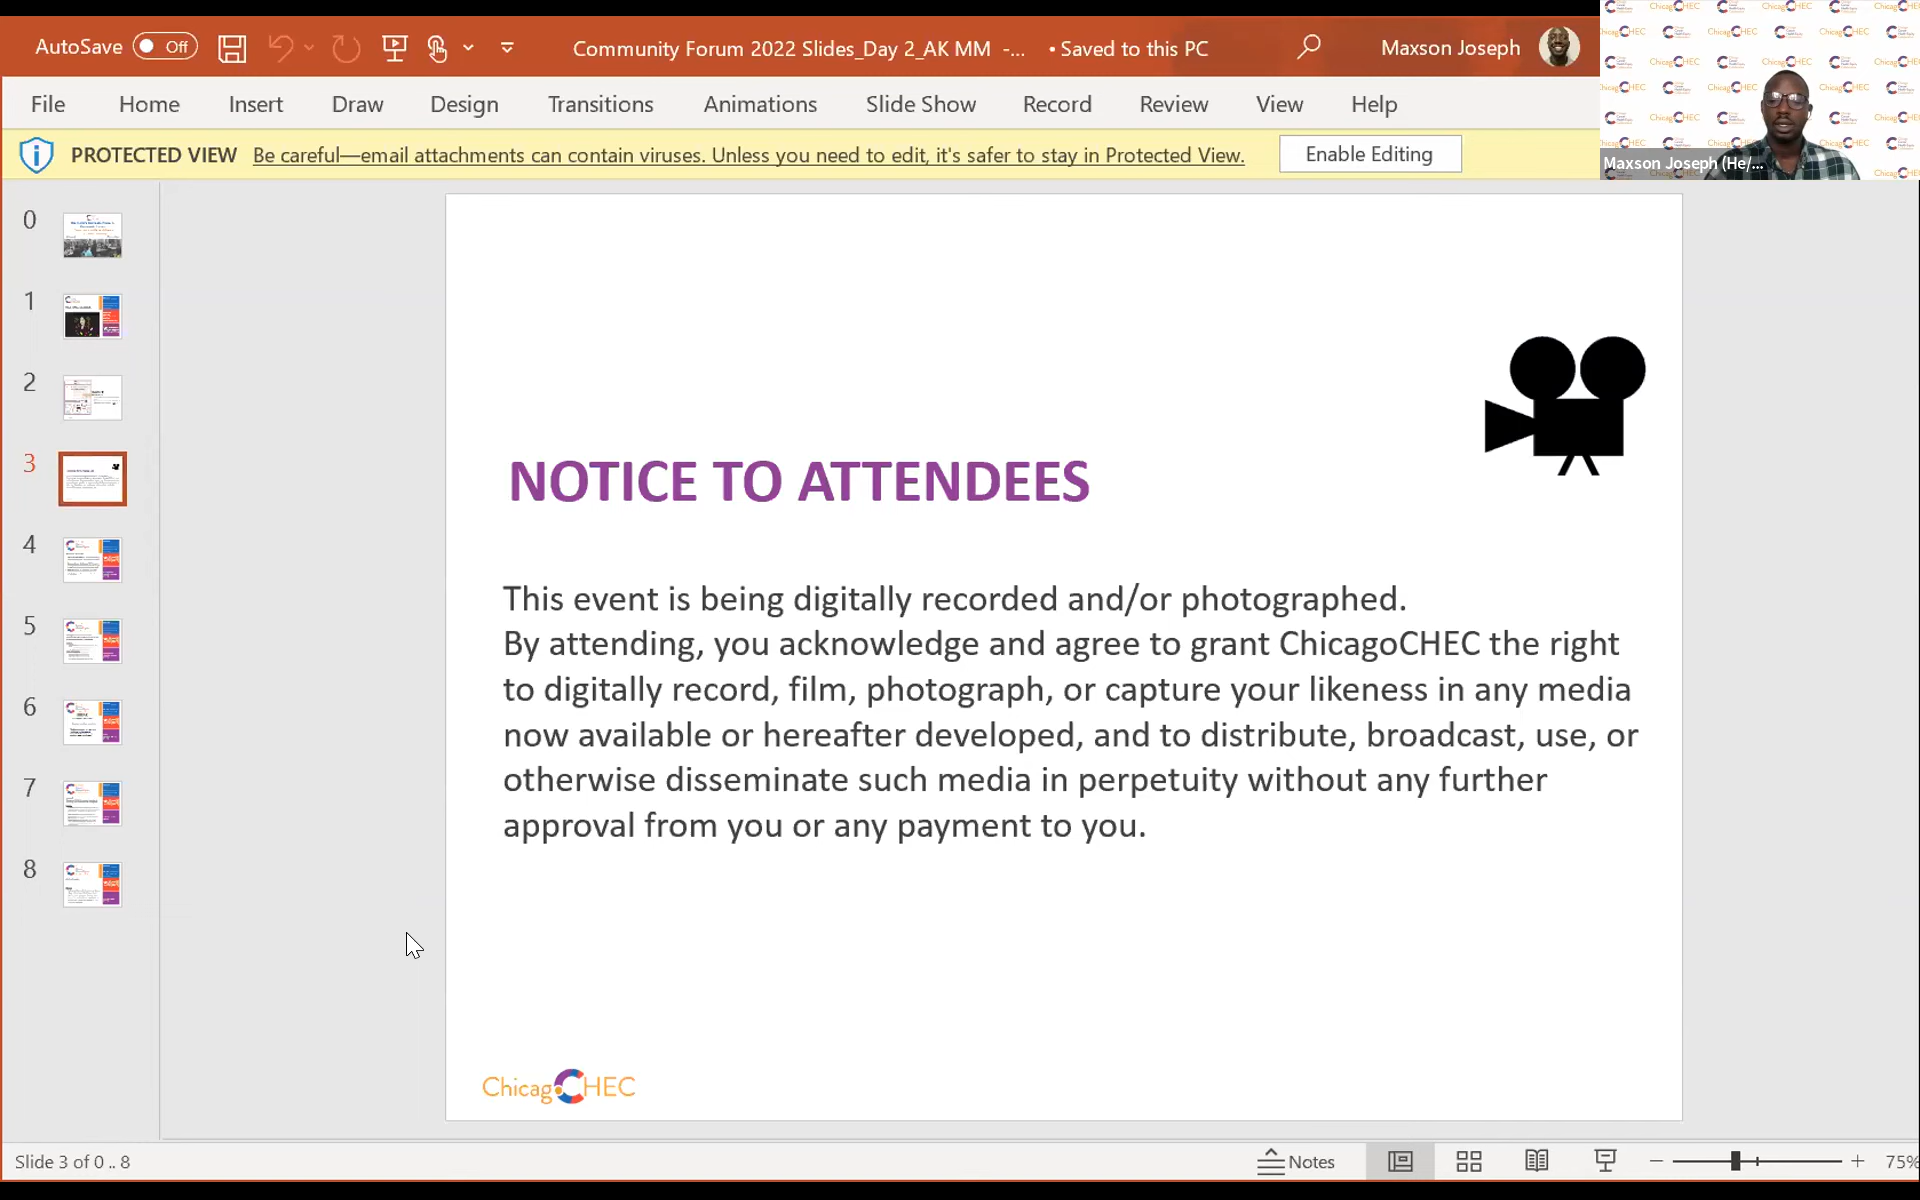 AutoSave Off Community Forum 2022 Slides_Day 2_AK MM -... • Saved to this PC Maxson Joseph
File Home Insert Draw Design Transitions Animations Slide Show Record Review View Help
PROTECTED VIEW Be careful—email attachments can contain viruses. Unless you need to edit, it's safer to stay in Protected View. Enable Editing
Maxson Joseph (He/...
0
1
2
3
4
5
6
7
8
NOTICE TO ATTENDEES
This event is being digitally recorded and/or photographed.
By attending, you acknowledge and agree to grant ChicagoCHEC the right
to digitally record, film, photograph, or capture your likeness in any media
now available or hereafter developed, and to distribute, broadcast, use, or
otherwise disseminate such media in perpetuity without any further
approval from you or any payment to you.
ChicagoCHEC
Slide 3 of 0 .. 8 Notes 75%